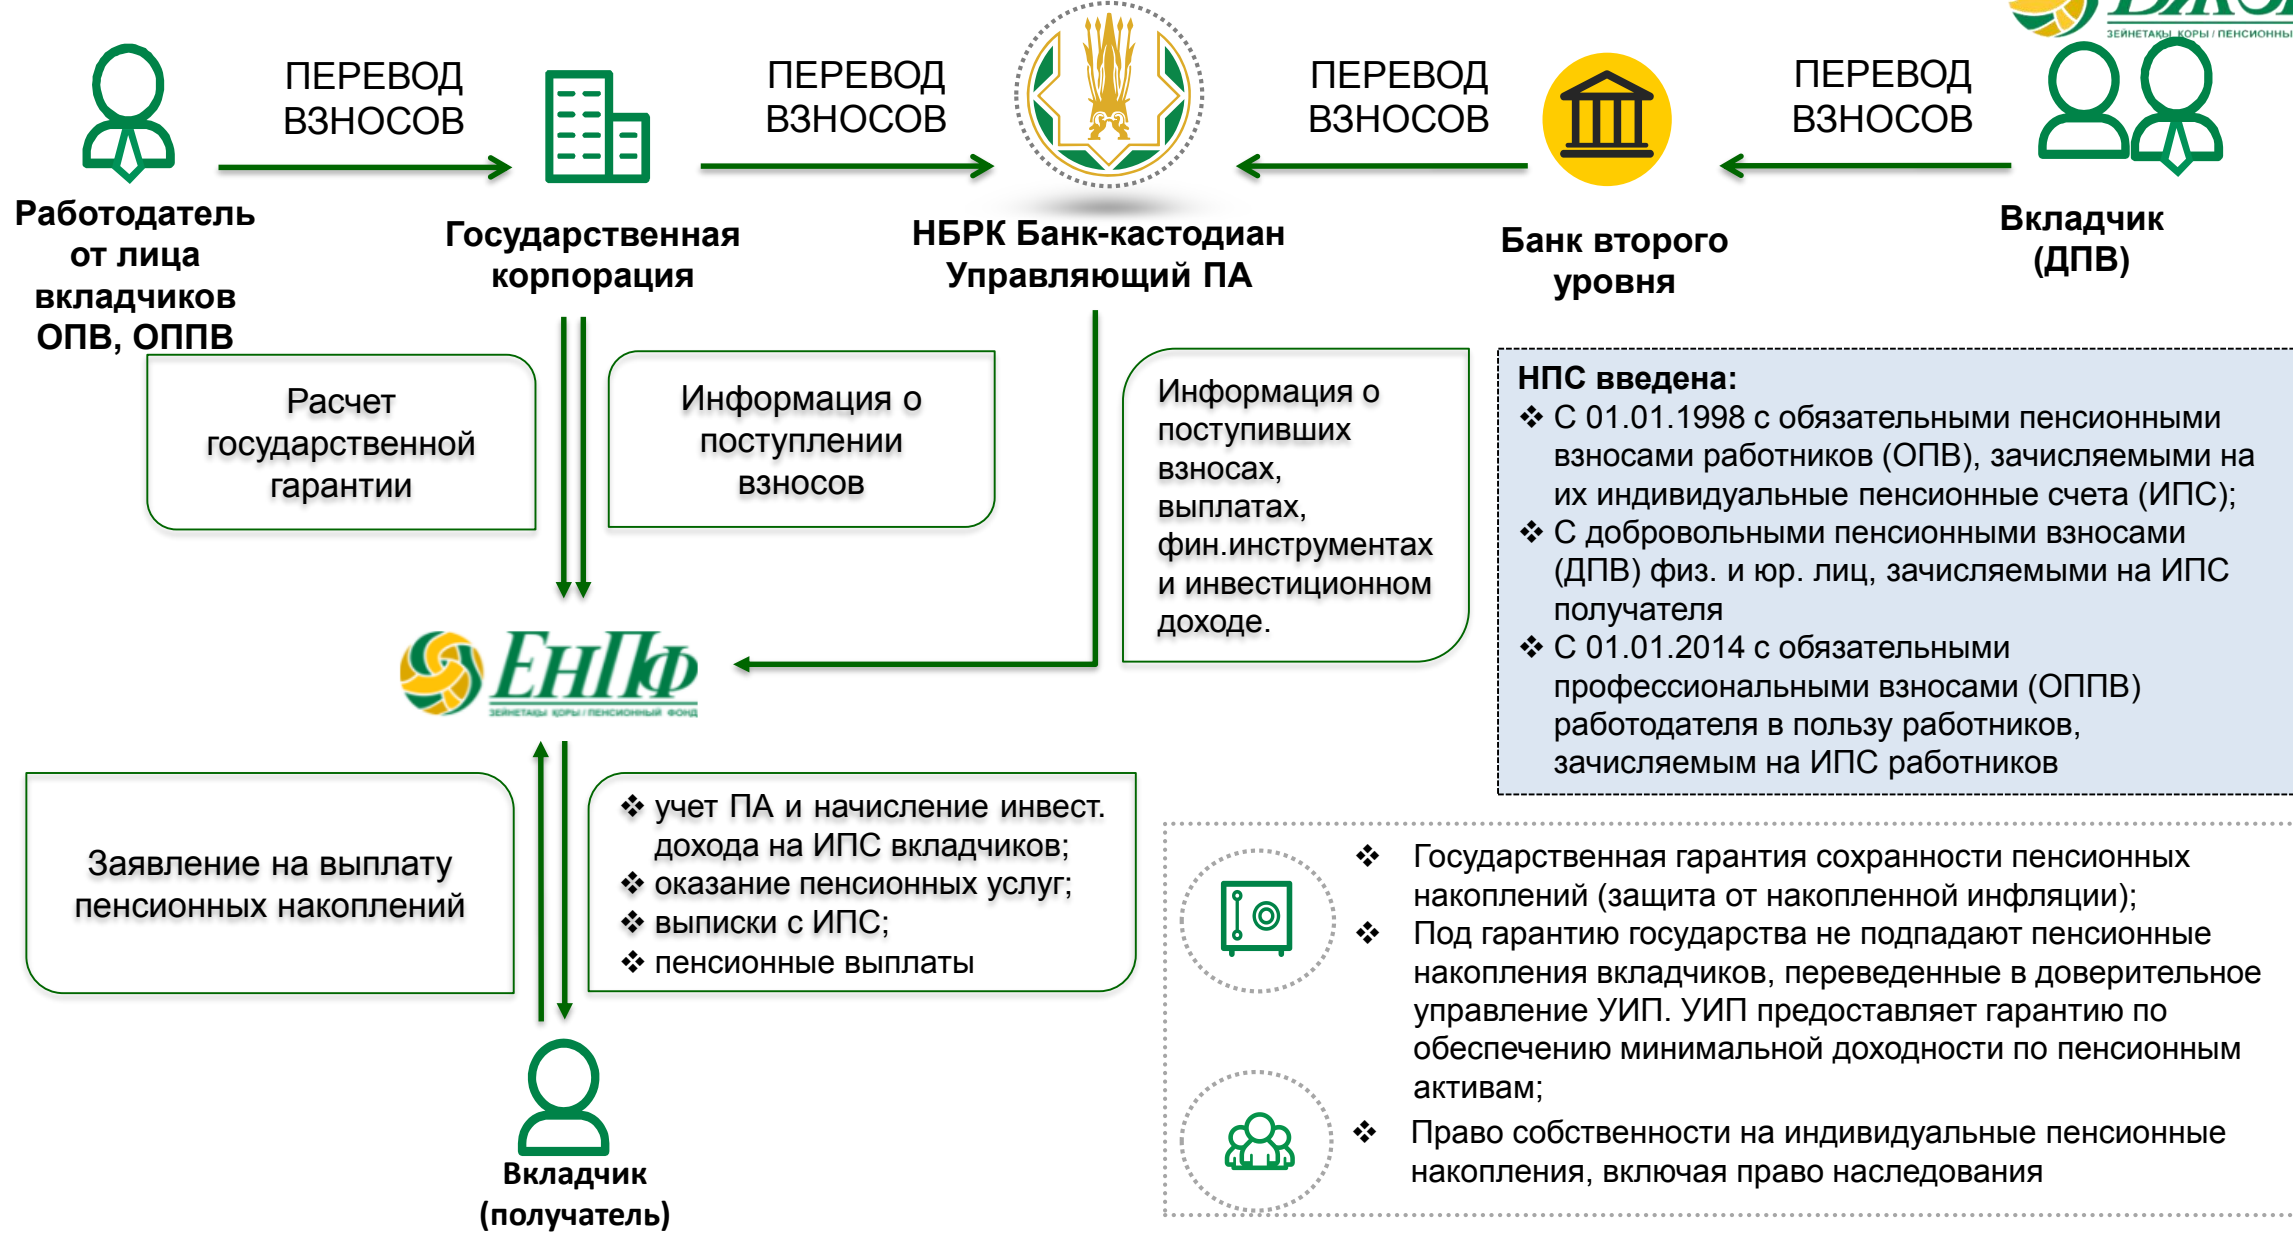 ЗЕЙНЕТАҚЫ ҚОРЫ / ПЕНСИОННЫ
ПЕРЕВОД
ВЗНОСОВ
ПЕРЕВОД
ВЗНОСОВ
ПЕРЕВОД
ВЗНОСОВ
ПЕРЕВОД
ВЗНОСОВ
Работодатель
от лица
вкладчиков
ОПВ, ОППВ
Государственная
корпорация
НБРК Банк-кастодиан
Управляющий ПА
Банк второго
уровня
Вкладчик
(ДПВ)
Расчет
государственной
гарантии
Информация о
поступлении
взносов
Информация о
поступивших
взносах,
выплатах,
фин.инструментах
и инвестиционном
доходе.
НПС введена:
❖ С 01.01.1998 с обязательными пенсионными
взносами работников (ОПВ), зачисляемыми на
их индивидуальные пенсионные счета (ИПС);
❖ С добровольными пенсионными взносами
(ДПВ) физ. и юр. лиц, зачисляемыми на ИПС
получателя
❖ С 01.01.2014 с обязательными
профессиональными взносами (ОППВ)
работодателя в пользу работников,
зачисляемым на ИПС работников
ЕНПФ
ЗЕЙНЕТАҚЫ ҚОРЫ / ПЕНСИОННЫЙ ФОНД
Заявление на выплату
пенсионных накоплений
❖ учет ПА и начисление инвест.
дохода на ИПС вкладчиков;
❖ оказание пенсионных услуг;
❖ выписки с ИПС;
❖ пенсионные выплаты
Вкладчик
(получатель)
❖ Государственная гарантия сохранности пенсионных
накоплений (защита от накопленной инфляции);
❖ Под гарантию государства не подпадают пенсионные
накопления вкладчиков, переведенные в доверительное
управление УИП. УИП предоставляет гарантию по
обеспечению минимальной доходности по пенсионным
активам;
❖ Право собственности на индивидуальные пенсионные
накопления, включая право наследования